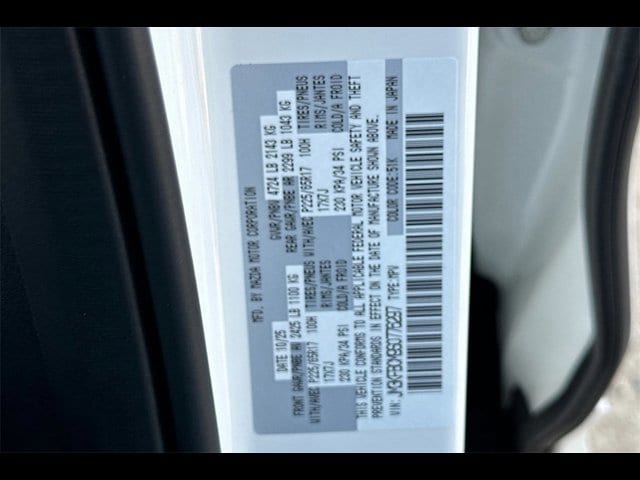 MFD. BY MAZDA MOTOR CORPORATION
DATE 10/25 GVWR/PNBV 4724 LB 2143 KG
FRONT GAWR/PNBE AV 2425 LB 1100 KG REAR GAWR/PNBE AR 2299 LB 1043 KG
WITH/AVEC P225/65R17 100H TIRES/PNEUS WITH/AVEC P225/65R17 100H TIRES/PNEUS
17X7J RIMS/JANTES 17X7J RIMS/JANTES
230 KPA/34 PSI COLD/A FROID 230 KPA/34 PSI COLD/A FROID
THIS VEHICLE CONFORMS TO ALL APPLICABLE FEDERAL MOTOR VEHICLE SAFETY AND THEFT
PREVENTION STANDARDS IN EFFECT ON THE DATE OF MANUFACTURE SHOWN ABOVE.
VIN: TYPE:MPV COLOR CODE:51K MADE IN JAPAN